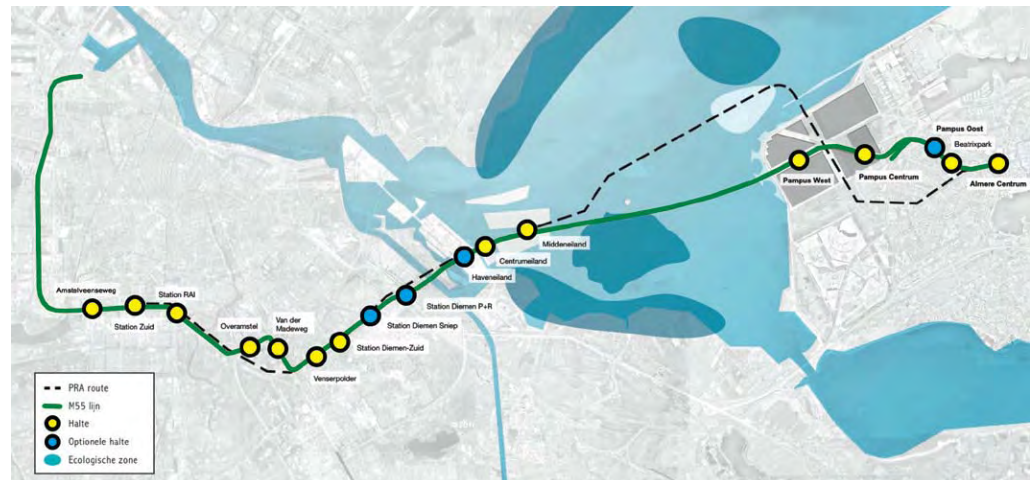 Pampus Oost
Beatrixpark
Pampus West
Pampus Centrum
Almere Centrum
Middeneiland
Centrumeiland
Haveneiland
Amstelveenseweg
Station RAI
Station Zuid
Overamstel
Van der
Madeweg
Station Diemen P+R
Station Diemen Sniep
Station Diemen-Zuid
Venserpolder
PRA route
M55 lijn
Halte
Optionele halte
Ecologische zone